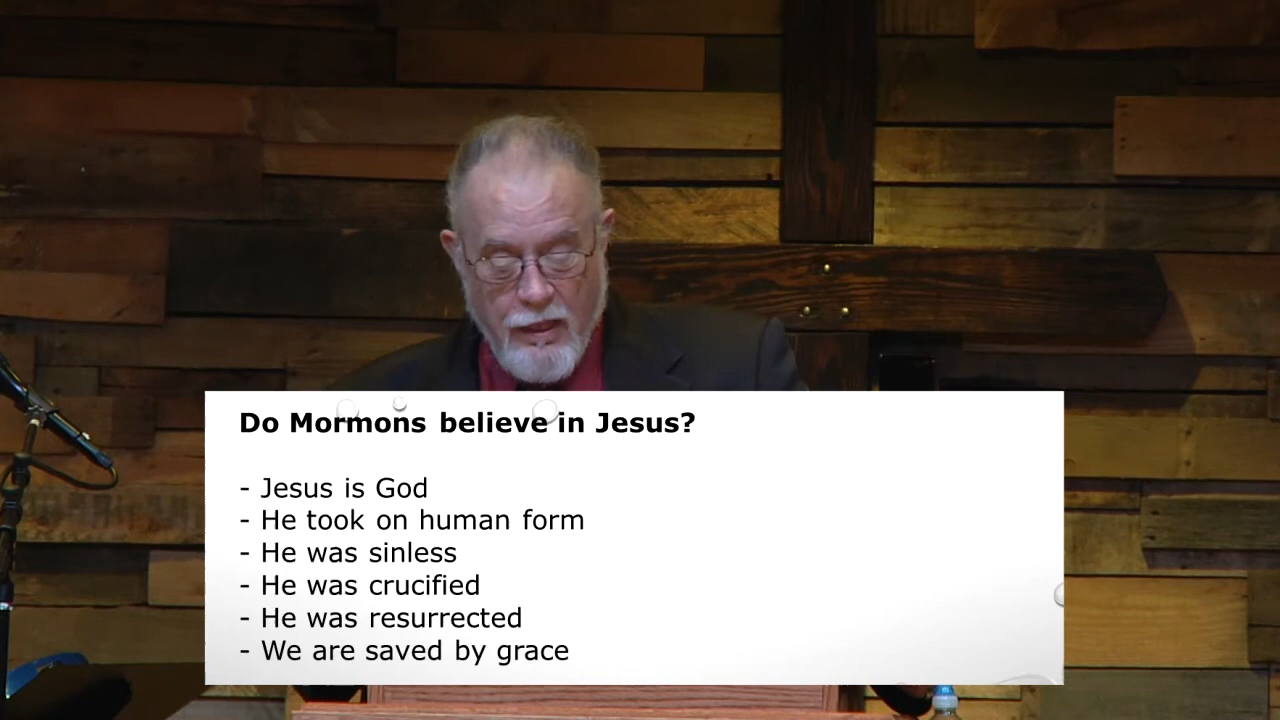 Do Mormons believe in Jesus?
- Jesus is God
- He took on human form
- He was sinless
- He was crucified
- He was resurrected
- We are saved by grace